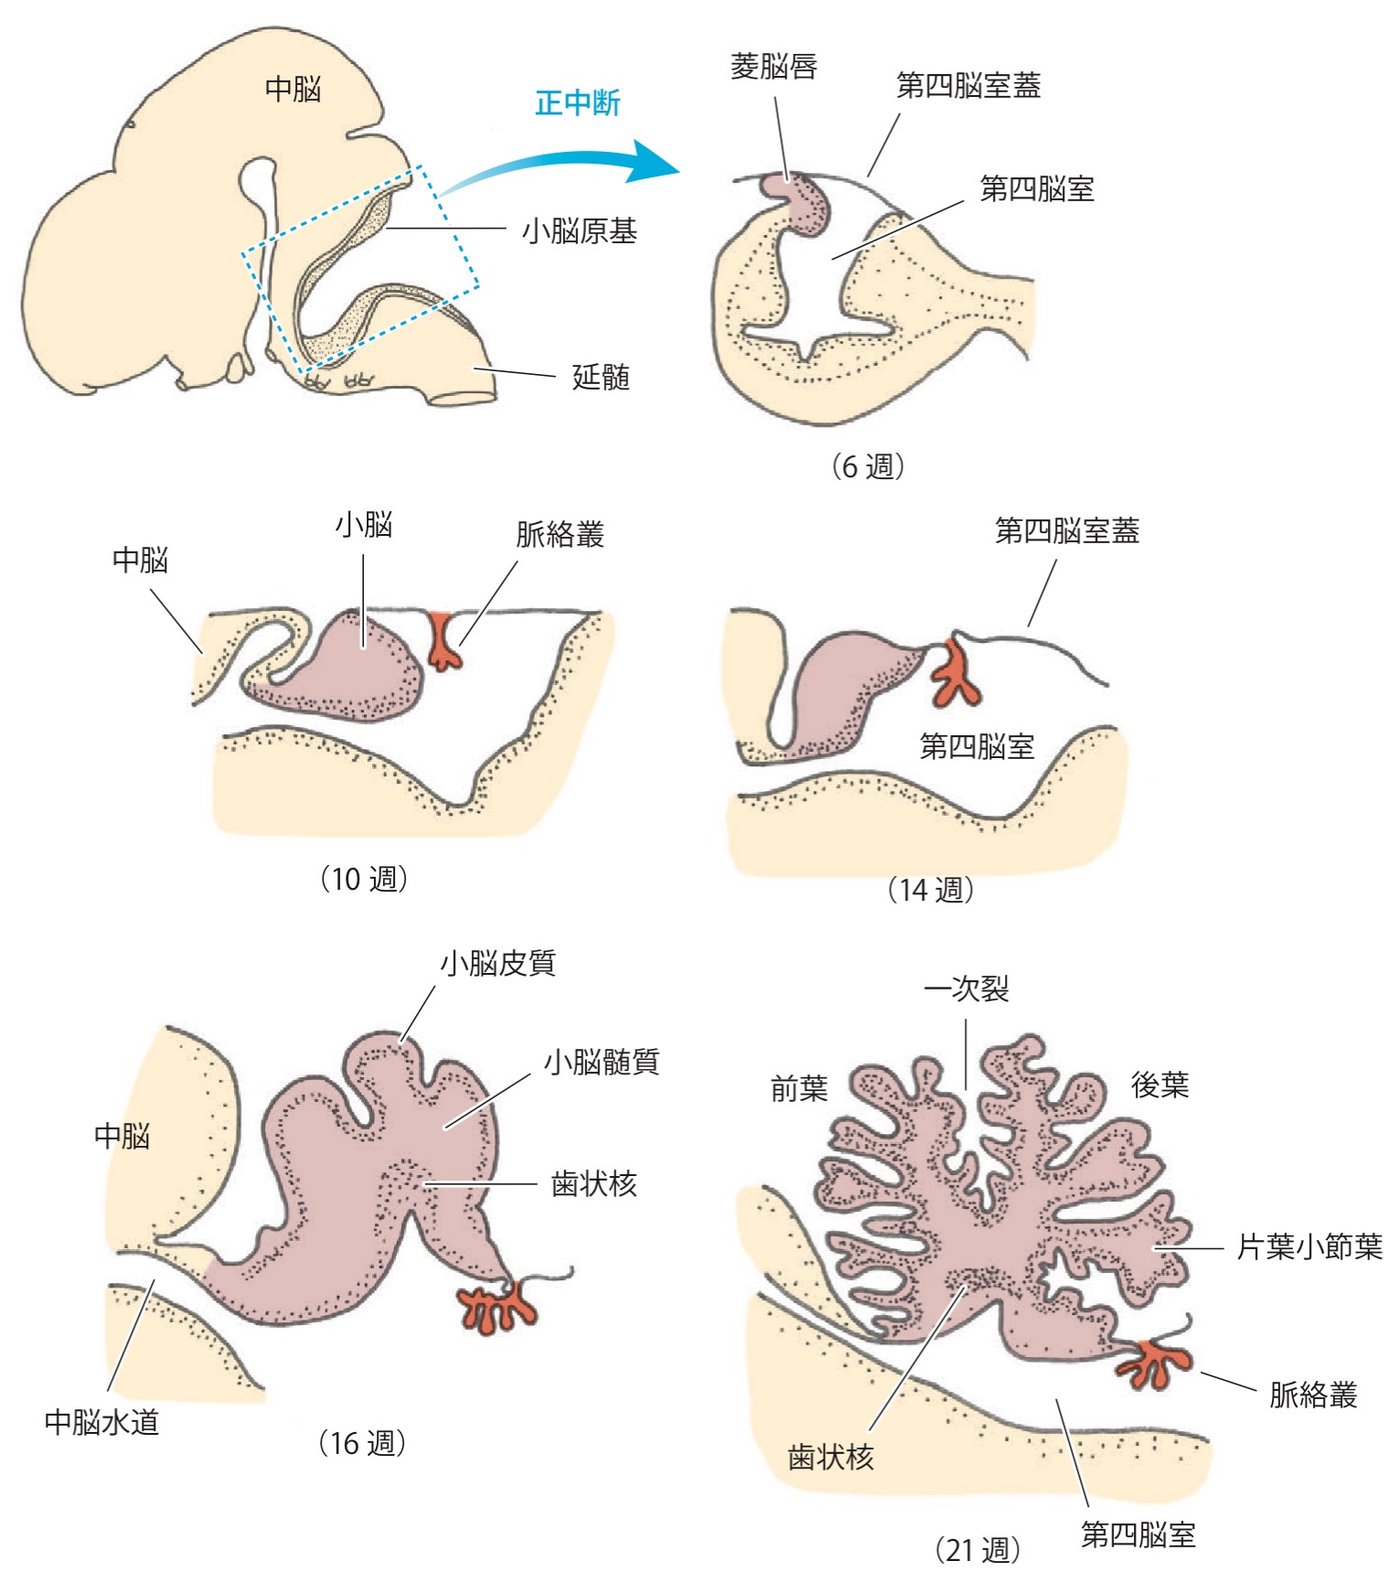 中脳
正中断
小脳原基
延髄
菱脳唇
第四脳室蓋
第四脳室
（6 週）
中脳
小脳
脈絡叢
（10 週）
第四脳室蓋
第四脳室
（14 週）
小脳皮質
小脳髄質
中脳
歯状核
中脳水道
（16 週）
一次裂
前葉
後葉
片葉小節葉
脈絡叢
歯状核
第四脳室
（21 週）